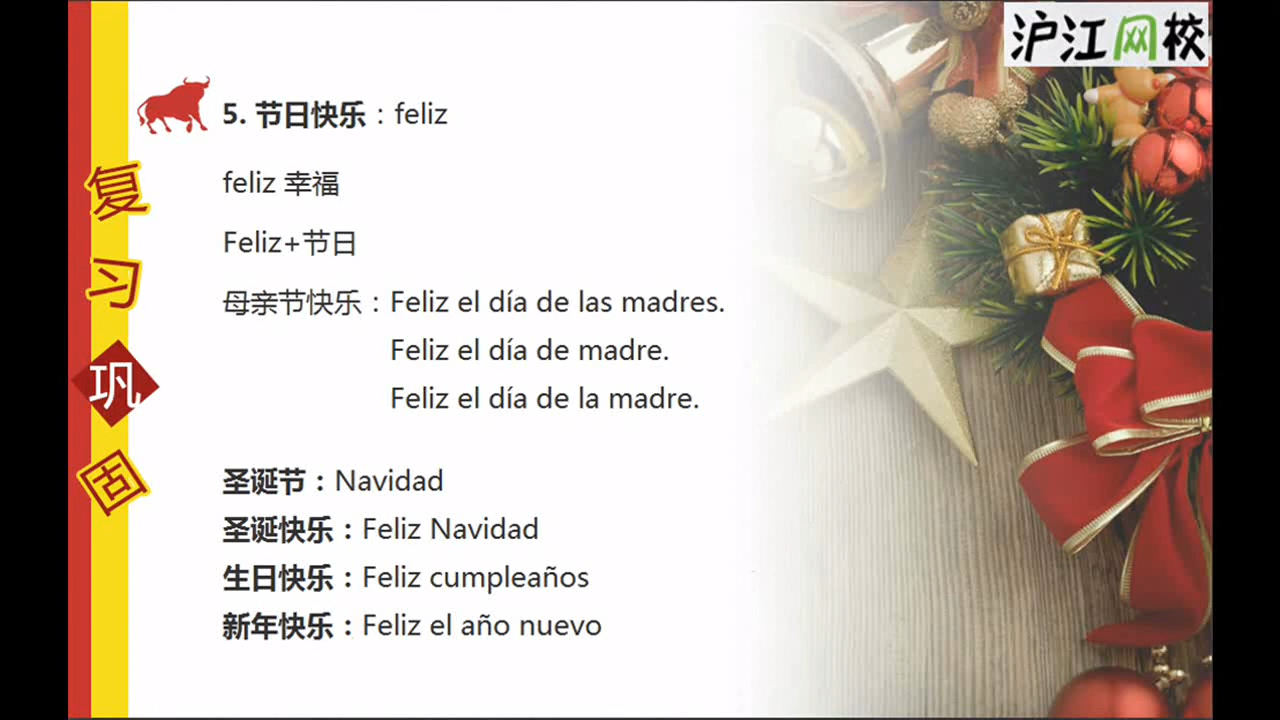 沪江网校
5. 节日快乐：feliz
feliz 幸福
Feliz+节日
母亲节快乐：Feliz el día de las madres.
Feliz el día de madre.
Feliz el día de la madre.
圣诞节：Navidad
圣诞快乐：Feliz Navidad
生日快乐：Feliz cumpleaños
新年快乐：Feliz el año nuevo
复
习
巩
固